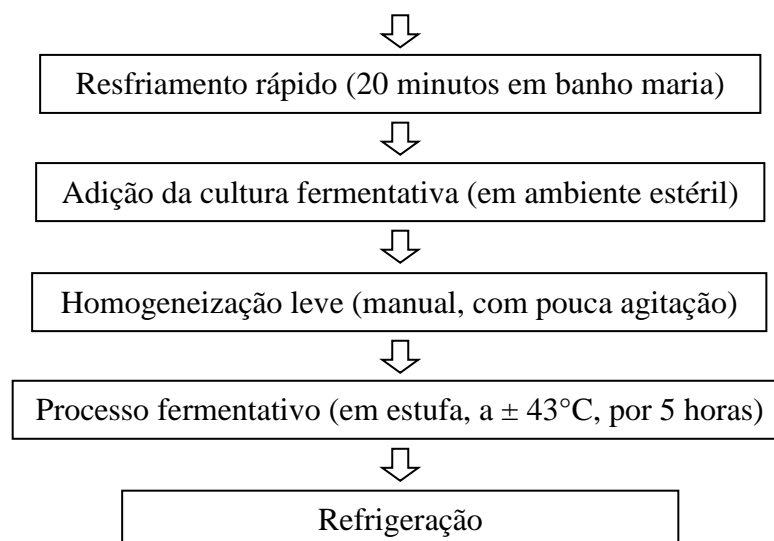 Resfriamento rápido (20 minutos em banho maria)
Adição da cultura fermentativa (em ambiente estéril)
Homogeneização leve (manual, com pouca agitação)
Processo fermentativo (em estufa, a ± 43°C, por 5 horas)
Refrigeração